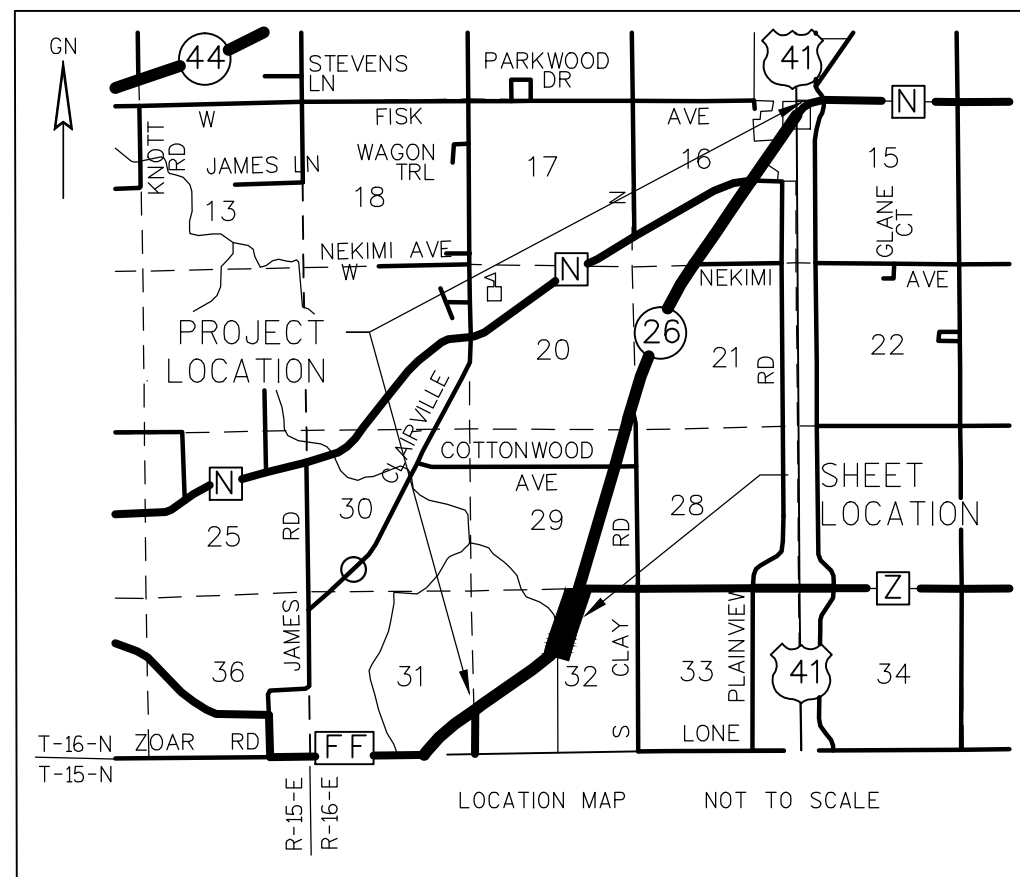 GN
44
STEVENS
LN
PARKWOOD
DR
41
N
W
FISK
AVE
KNOTT
RD
JAMES LN
WAGON
TRL
17
16
15
13
18
N
GLANE
CT
NEKIMI AVE
W
N
NEKIMI
AVE
PROJECT
LOCATION
26
20
21
RD
22
CLAIRVILLE
COTTONWOOD
AVE
SHEET
LOCATION
N
25
RD
30
29
RD
28
Z
JAMES
36
31
32
CLAY
33
PLAINVIEW
41
34
T-16-N
T-15-N
ZOAR RD
FF
S
LONE
R-15-E
R-16-E
LOCATION MAP
NOT TO SCALE